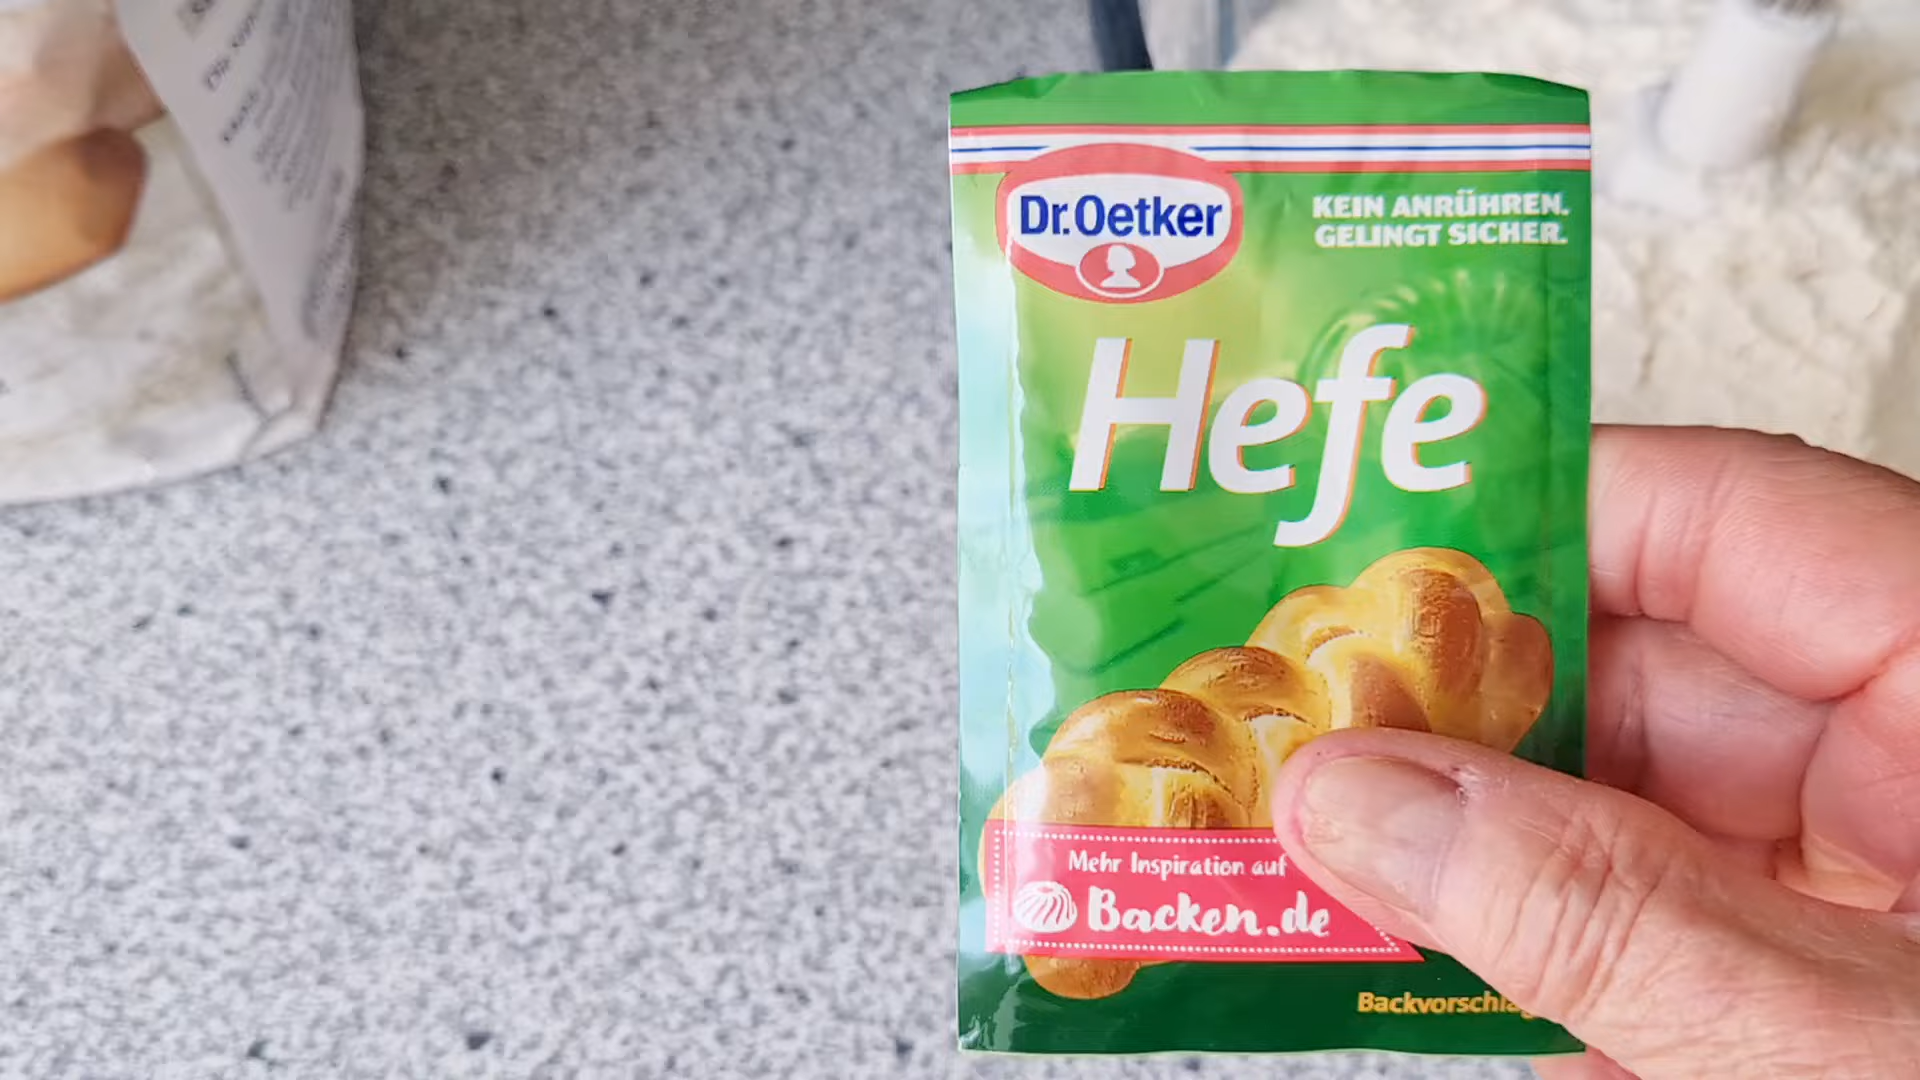 Dr.Oetker
KEIN ANRÜHREN.
GELINGT SICHER.
Hefe
Mehr Inspiration auf
Backen.de